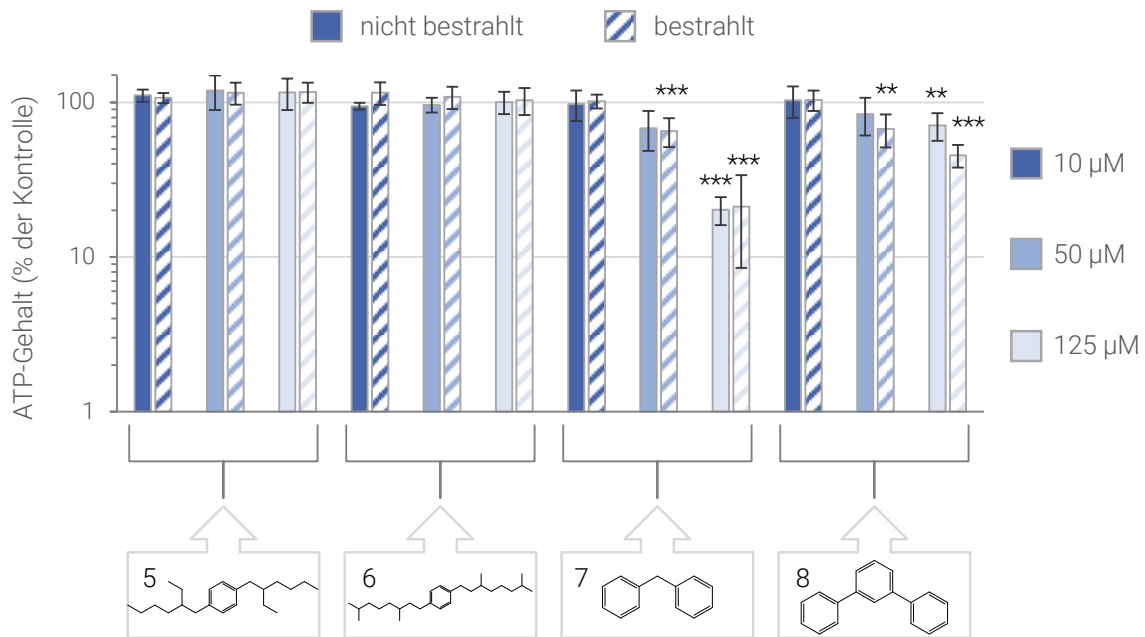 nicht bestrahlt
bestrahlt
ATP-Gehalt (% der Kontrolle)
100
10
1
***
***
***
**
**
***
10 µM
50 µM
125 µM
5
6
7
8